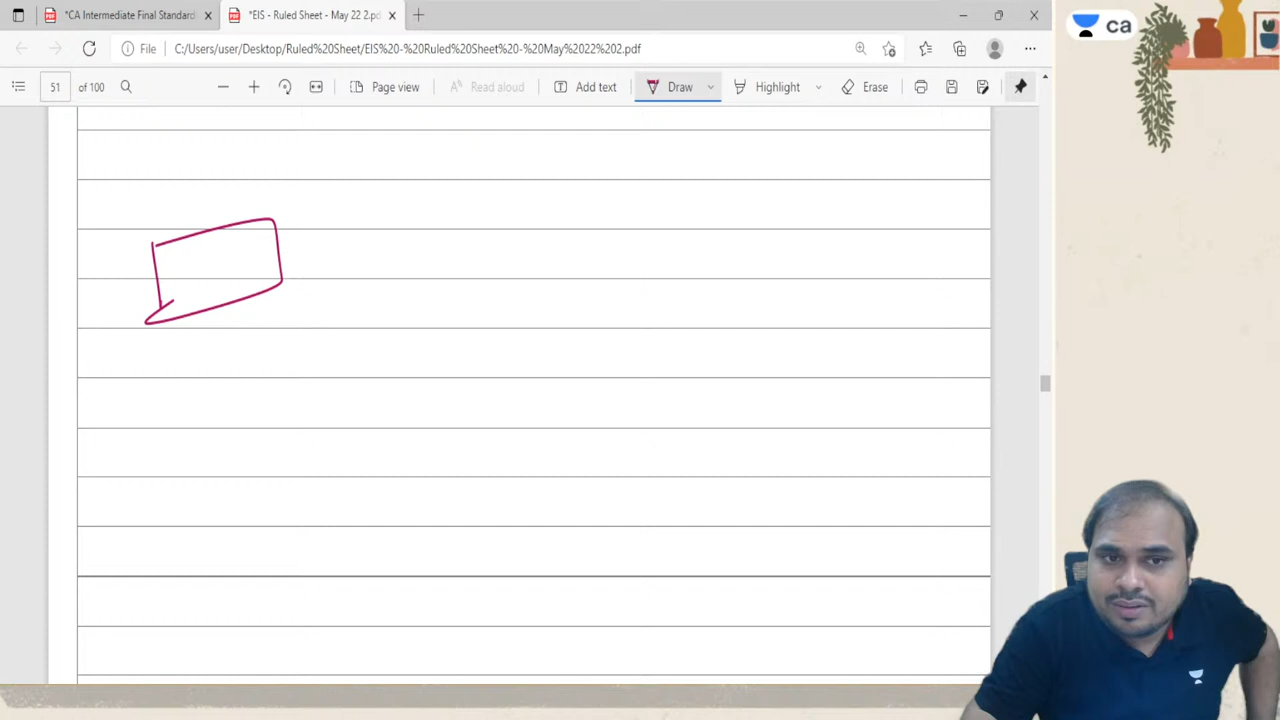 *CA Intermediate Final Standard
*EIS - Ruled Sheet - May 22 2.pd
File
C:/Users/user/Desktop/Ruled%20Sheet/EIS%20-%20Ruled%20Sheet%20-%20May%2022%202.pdf
51 of 100
Page view
Read aloud
Add text
Draw
Highlight
Erase
ca